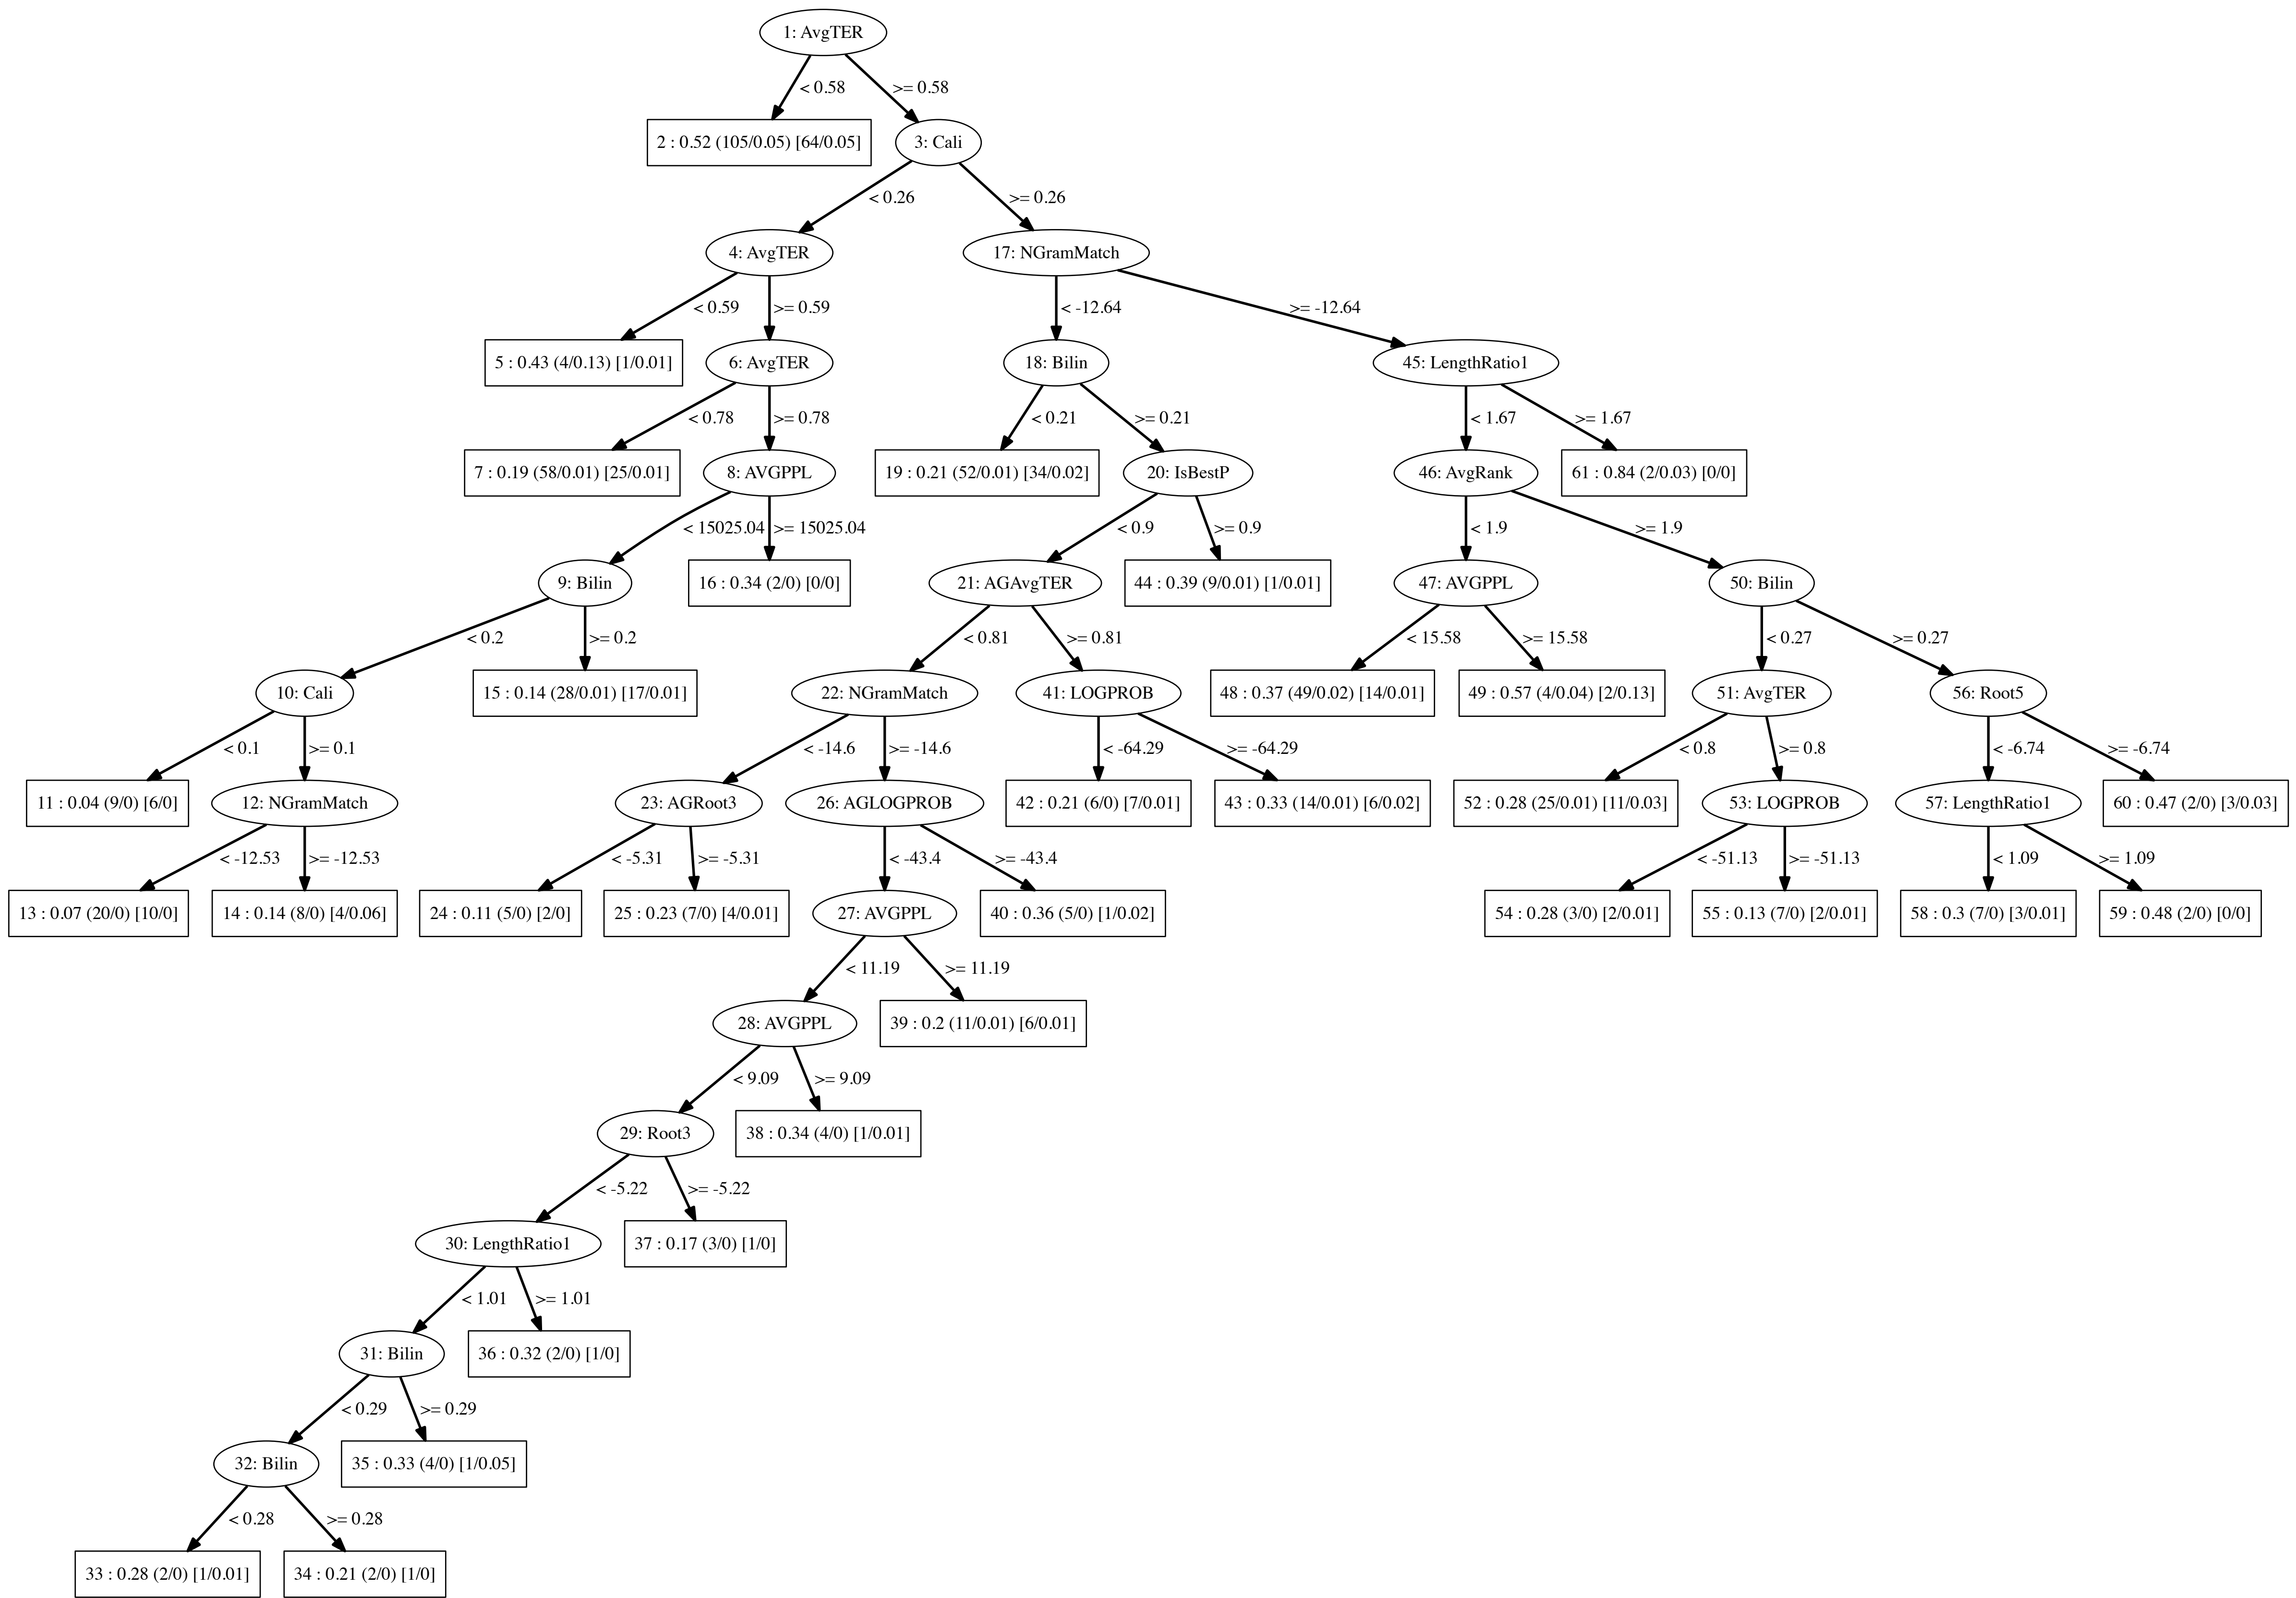 1: AvgTER
< 0.58
>= 0.58
2 : 0.52 (105/0.05) [64/0.05]
3: Cali
< 0.26
>= 0.26
4: AvgTER
17: NGramMatch
< 0.59
>= 0.59
< -12.64
>= -12.64
5 : 0.43 (4/0.13) [1/0.01]
6: AvgTER
18: Bilin
45: LengthRatio1
< 0.78
>= 0.78
< 0.21
>= 0.21
< 1.67
>= 1.67
7 : 0.19 (58/0.01) [25/0.01]
8: AVGPPL
19 : 0.21 (52/0.01) [34/0.02]
20: IsBestP
46: AvgRank
61 : 0.84 (2/0.03) [0/0]
< 15025.04
>= 15025.04
< 0.9
>= 0.9
< 1.9
>= 1.9
9: Bilin
16 : 0.34 (2/0) [0/0]
21: AGAvgTER
44 : 0.39 (9/0.01) [1/0.01]
47: AVGPPL
50: Bilin
< 0.2
>= 0.2
< 0.81
>= 0.81
< 15.58
>= 15.58
< 0.27
>= 0.27
10: Cali
15 : 0.14 (28/0.01) [17/0.01]
22: NGramMatch
41: LOGPROB
48 : 0.37 (49/0.02) [14/0.01]
49 : 0.57 (4/0.04) [2/0.13]
51: AvgTER
56: Root5
< 0.1
>= 0.1
< -14.6
>= -14.6
< -64.29
>= -64.29
< 0.8
>= 0.8
< -6.74
>= -6.74
11 : 0.04 (9/0) [6/0]
12: NGramMatch
23: AGRoot3
26: AGLOGPROB
42 : 0.21 (6/0) [7/0.01]
43 : 0.33 (14/0.01) [6/0.02]
52 : 0.28 (25/0.01) [11/0.03]
53: LOGPROB
57: LengthRatio1
60 : 0.47 (2/0) [3/0.03]
< -12.53
>= -12.53
< -5.31
>= -5.31
< -43.4
>= -43.4
< -51.13
>= -51.13
< 1.09
>= 1.09
13 : 0.07 (20/0) [10/0]
14 : 0.14 (8/0) [4/0.06]
24 : 0.11 (5/0) [2/0]
25 : 0.23 (7/0) [4/0.01]
27: AVGPPL
40 : 0.36 (5/0) [1/0.02]
54 : 0.28 (3/0) [2/0.01]
55 : 0.13 (7/0) [2/0.01]
58 : 0.3 (7/0) [3/0.01]
59 : 0.48 (2/0) [0/0]
< 11.19
>= 11.19
28: AVGPPL
39 : 0.2 (11/0.01) [6/0.01]
< 9.09
>= 9.09
29: Root3
38 : 0.34 (4/0) [1/0.01]
< -5.22
>= -5.22
30: LengthRatio1
37 : 0.17 (3/0) [1/0]
< 1.01
>= 1.01
31: Bilin
36 : 0.32 (2/0) [1/0]
< 0.29
>= 0.29
32: Bilin
35 : 0.33 (4/0) [1/0.05]
< 0.28
>= 0.28
33 : 0.28 (2/0) [1/0.01]
34 : 0.21 (2/0) [1/0]